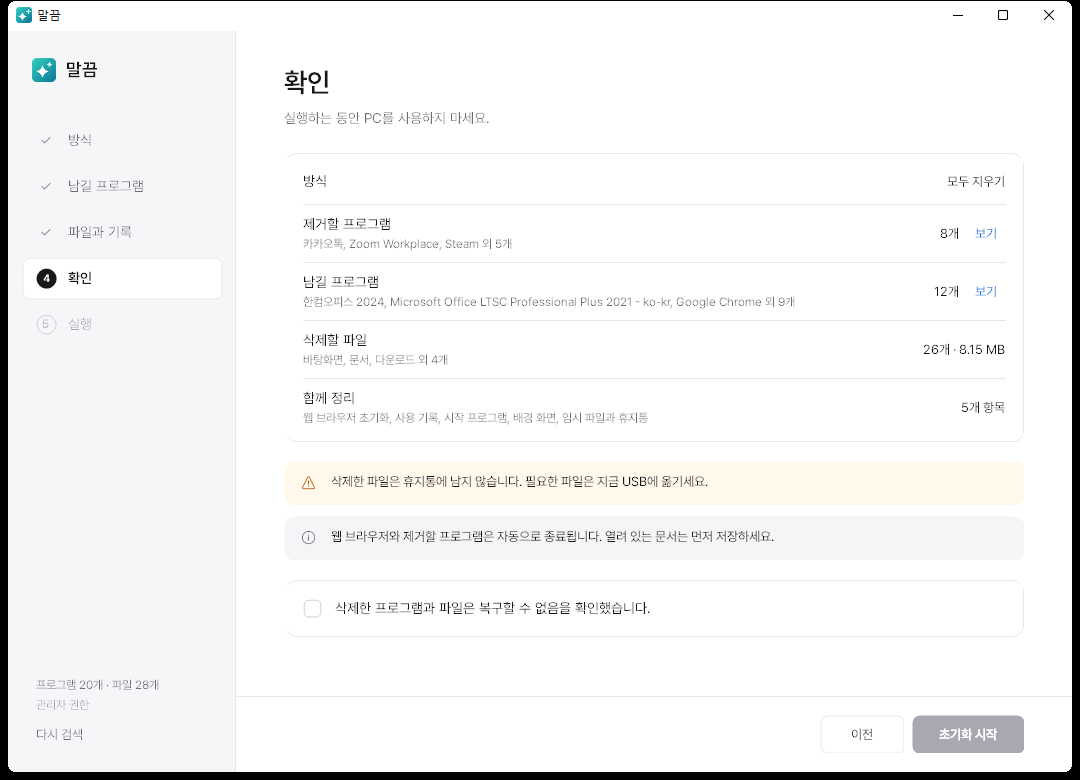 말끔
말끔
방식
남길 프로그램
파일과 기록
4 확인
5 실행
프로그램 20개 · 파일 28개
관리자 권한
다시 검색
확인
실행하는 동안 PC를 사용하지 마세요.
방식 모두 지우기
제거할 프로그램
카카오톡, Zoom Workplace, Steam 외 5개
8개 보기
남길 프로그램
한컴오피스 2024, Microsoft Office LTSC Professional Plus 2021 - ko-kr, Google Chrome 외 9개
12개 보기
삭제할 파일
바탕화면, 문서, 다운로드 외 4개
26개 · 8.15 MB
함께 정리
웹 브라우저 초기화, 사용 기록, 시작 프로그램, 배경 화면, 임시 파일과 휴지통
5개 항목
삭제한 파일은 휴지통에 남지 않습니다. 필요한 파일은 지금 USB에 옮기세요.
웹 브라우저와 제거할 프로그램은 자동으로 종료됩니다. 열려 있는 문서는 먼저 저장하세요.
삭제한 프로그램과 파일은 복구할 수 없음을 확인했습니다.
이전 초기화 시작